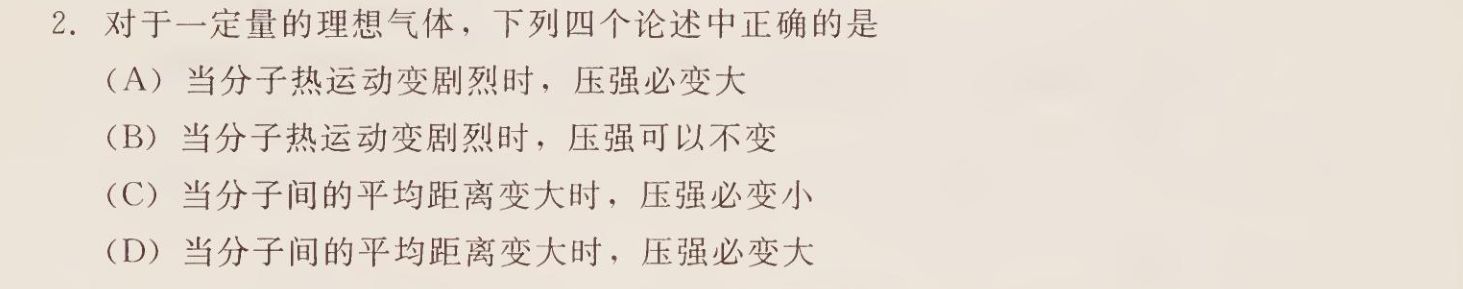 2. 对于一定量的理想气体，下列四个论述中正确的是
（A）当分子热运动变剧烈时，压强必变大
（B）当分子热运动变剧烈时，压强可以不变
（C）当分子间的平均距离变大时，压强必变小
（D）当分子间的平均距离变大时，压强必变大